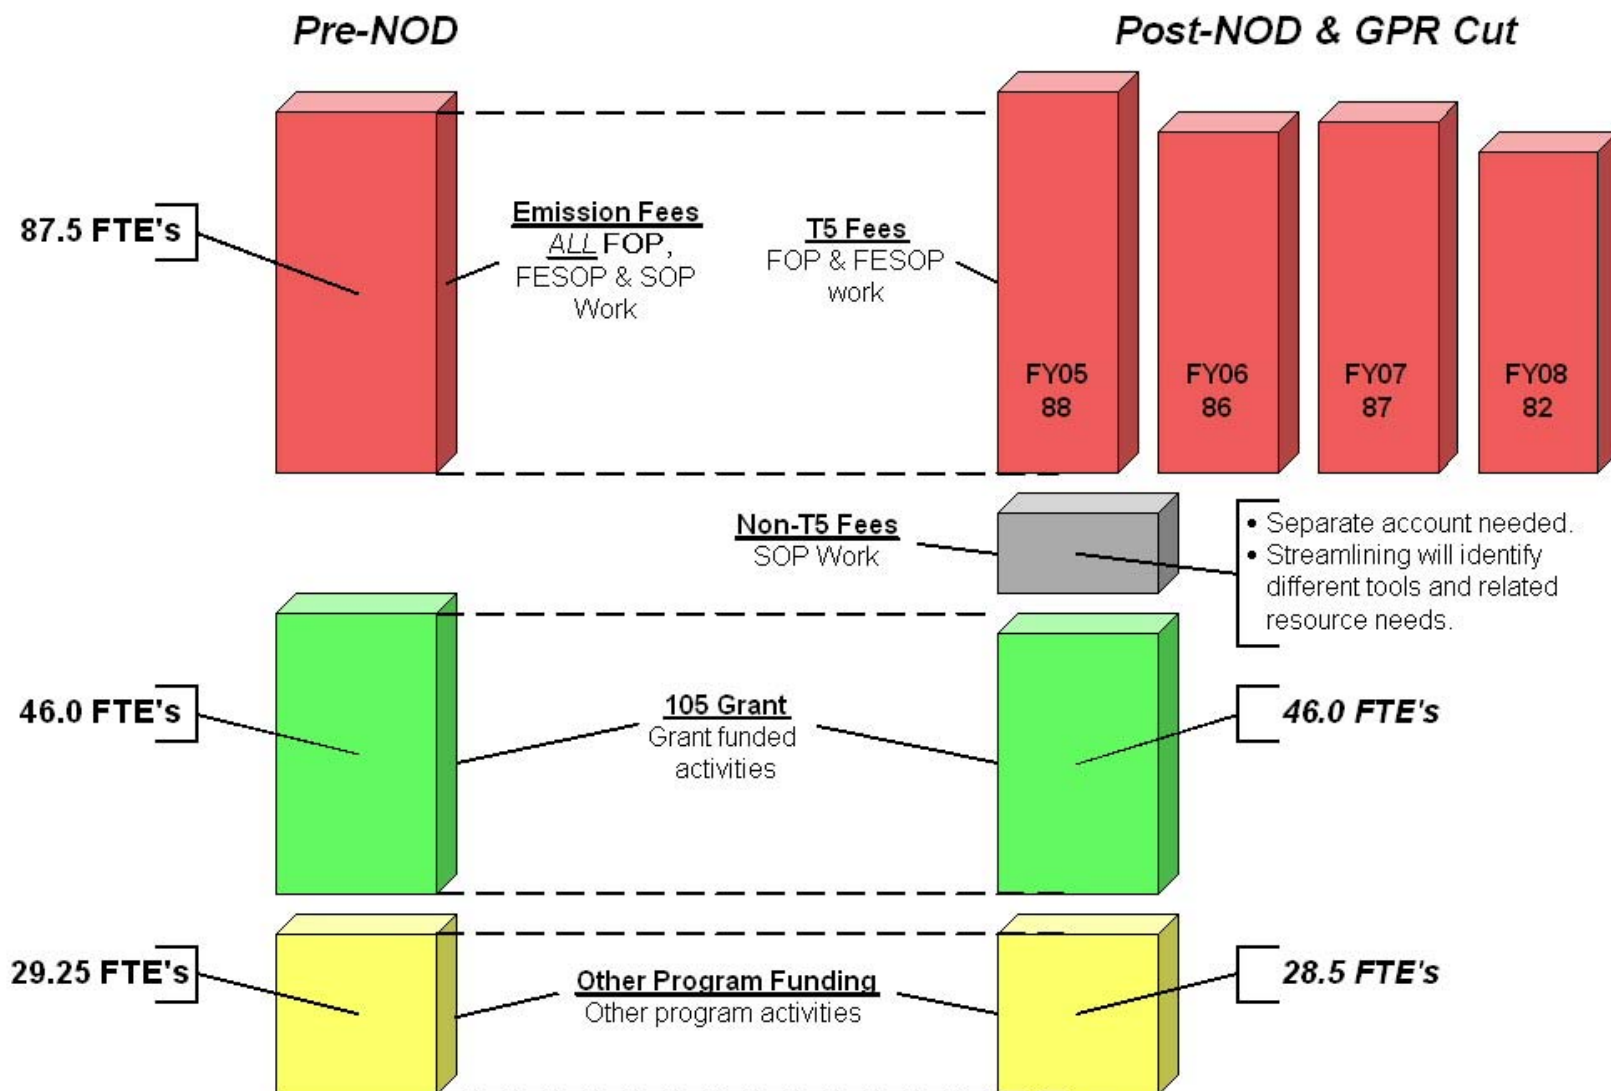 Pre-NOD
Post-NOD & GPR Cut
87.5 FTE's
Emission Fees
ALL FOP,
FESOP & SOP
Work
T5 Fees
FOP & FESOP
work
FY05
88
FY06
86
FY07
87
FY08
82
Non-T5 Fees
SOP Work
• Separate account needed.
• Streamlining will identify
different tools and related
resource needs.
46.0 FTE's
105 Grant
Grant funded
activities
46.0 FTE's
29.25 FTE's
Other Program Funding
Other program activities
28.5 FTE's